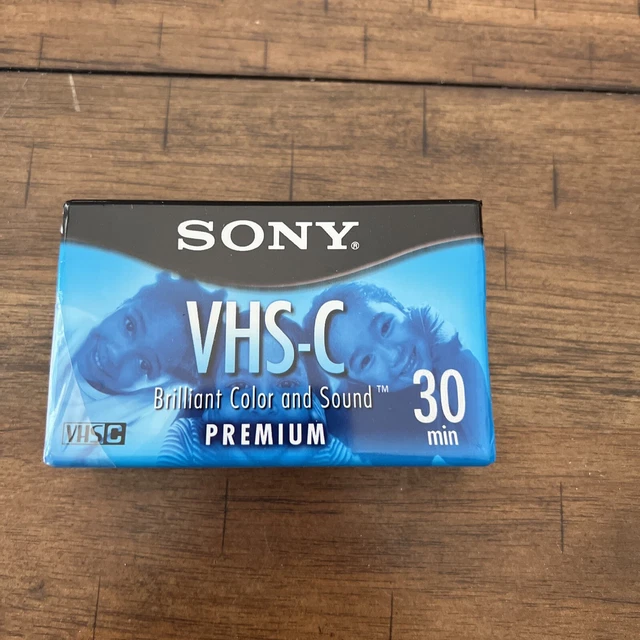 SONY®
VHS-C
Brilliant Color and Sound™
PREMIUM
30
min
VHS C